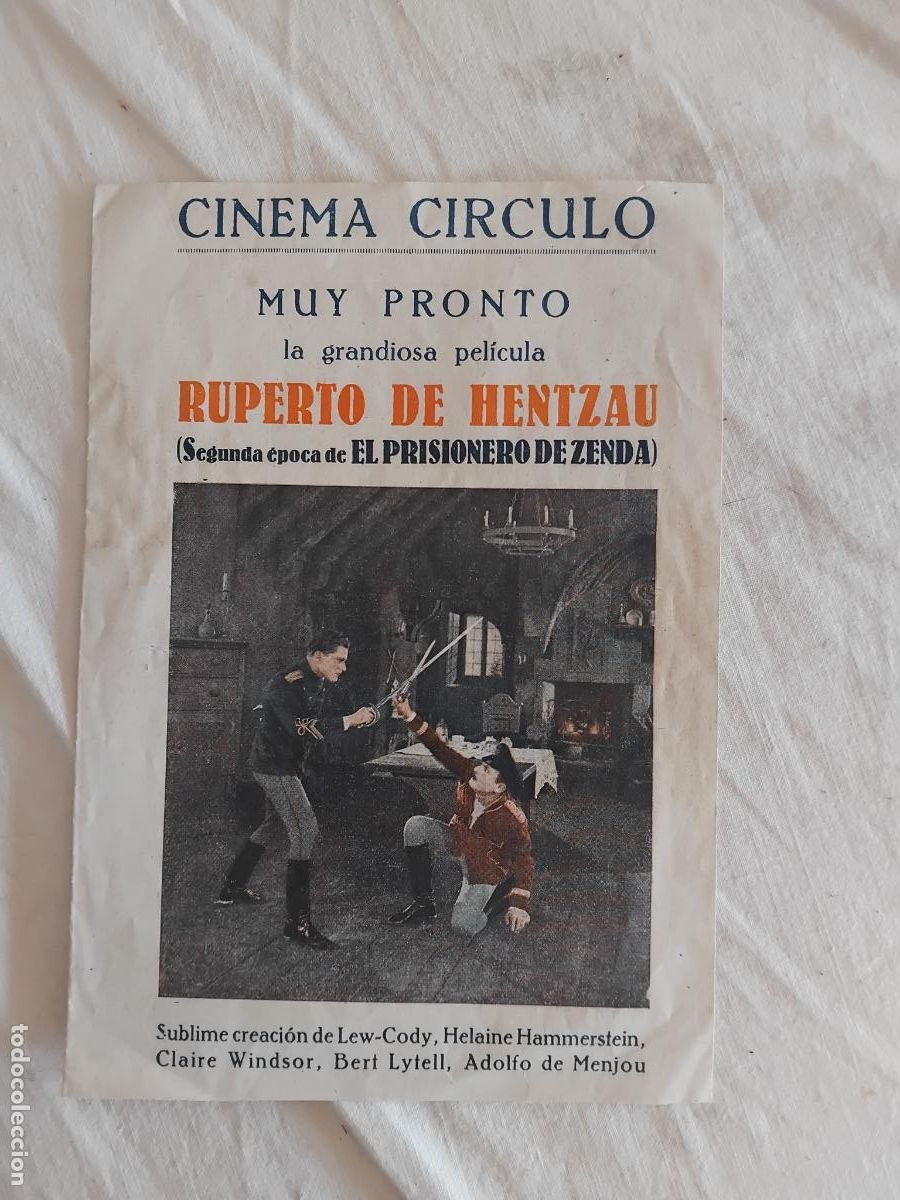 CINEMA CIRCULO
MUY PRONTO
la grandiosa película
RUPERTO DE HENTZAU
(Segunda época de EL PRISIONERO DE ZENDA)
Sublime creación de Lew-Cody, Helaine Hammerstein,
Claire Windsor, Bert Lytell, Adolfo de Menjou
todocoleccion